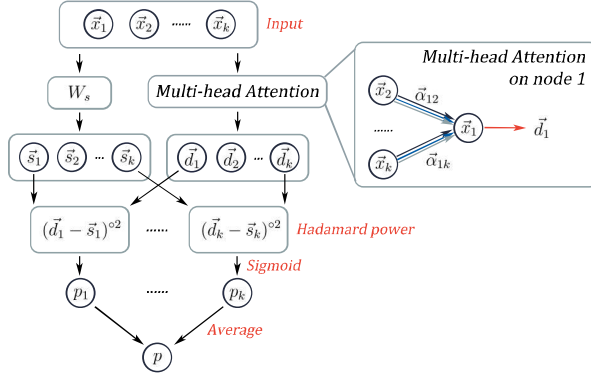 x⃗₁ x⃗₂ ...... x⃗ₖ Input
Multi-head Attention
on node 1
Wₛ Multi-head Attention
x⃗₂ α⃗₁₂
...... x⃗₁ d⃗₁
x⃗ₖ α⃗₁ₖ
s⃗₁ s⃗₂ ... s⃗ₖ d⃗₁ d⃗₂ ... d⃗ₖ
(d⃗₁ − s⃗₁)°² ...... (d⃗ₖ − s⃗ₖ)°² Hadamard power
Sigmoid
p₁ ...... pₖ
Average
p